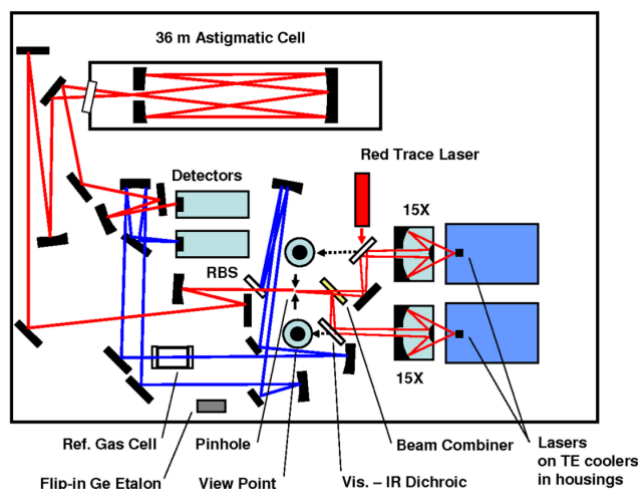 36 m Astigmatic Cell
Red Trace Laser
Detectors
15X
RBS
15X
Ref. Gas Cell
Pinhole
Beam Combiner
Lasers
on TE coolers
in housings
Flip-in Ge Etalon
View Point
Vis. – IR Dichroic